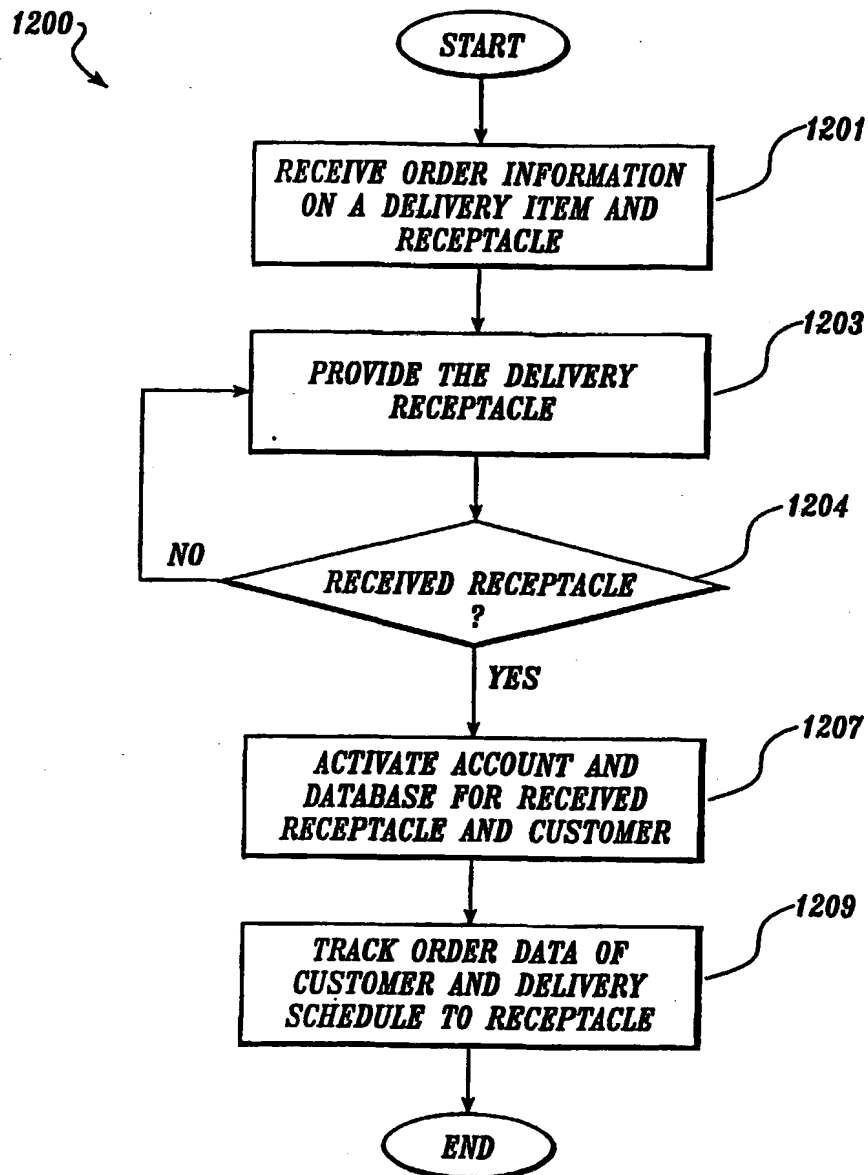 1200
START
1201
RECEIVE ORDER INFORMATION
ON A DELIVERY ITEM AND
RECEPTACLE
1203
PROVIDE THE DELIVERY
RECEPTACLE
1204
NO
RECEIVED RECEPTACLE
?
YES
1207
ACTIVATE ACCOUNT AND
DATABASE FOR RECEIVED
RECEPTACLE AND CUSTOMER
1209
TRACK ORDER DATA OF
CUSTOMER AND DELIVERY
SCHEDULE TO RECEPTACLE
END